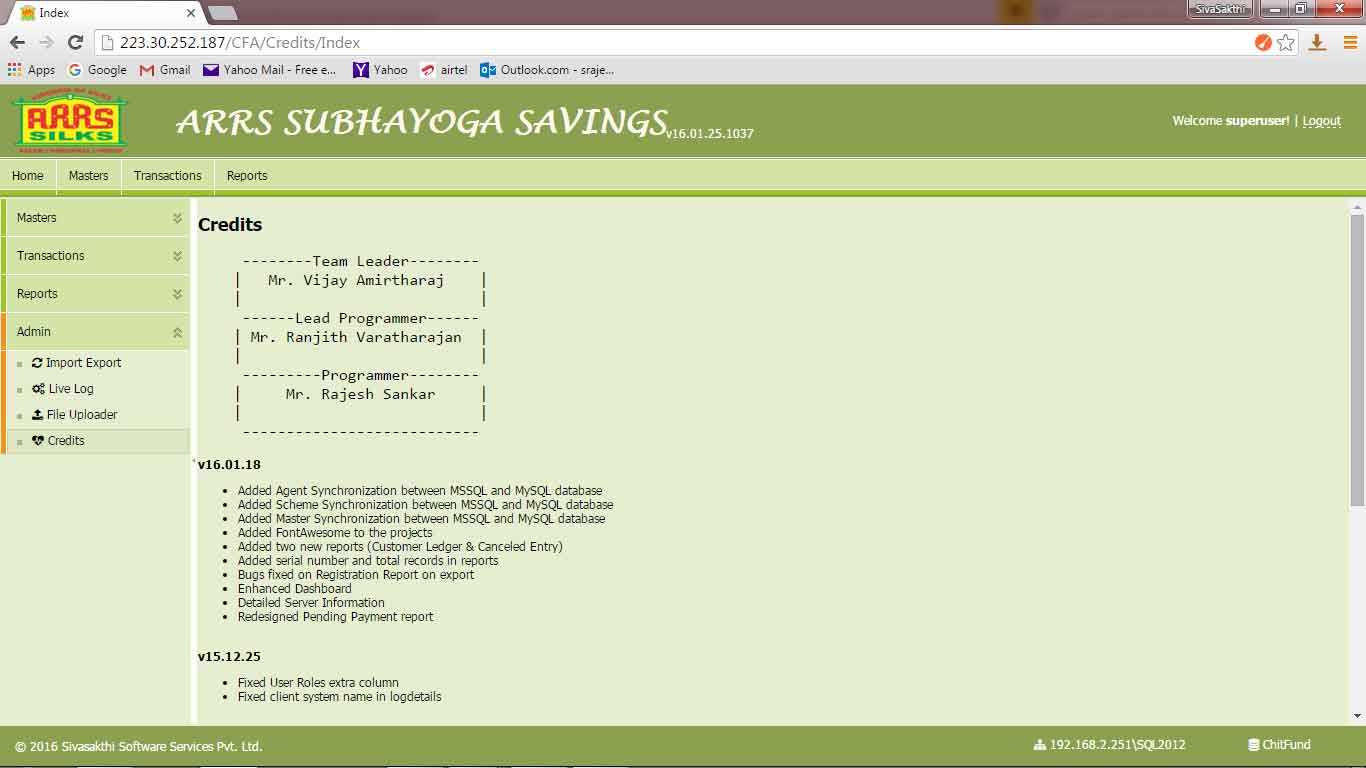 Index
SivaSakthi
223.30.252.187/CFA/Credits/Index
Apps Google Gmail Yahoo Mail - Free e... Yahoo airtel Outlook.com - sraje...
ARRS
SILKS
ARRS SUBHAYOGA SAVINGS v16.01.25.1037
Welcome superuser! | Logout
Home Masters Transactions Reports
Masters
Transactions
Reports
Admin
Import Export
Live Log
File Uploader
Credits
Credits
--------Team Leader--------
| Mr. Vijay Amirtharaj |
| |
------Lead Programmer------
| Mr. Ranjith Varatharajan |
| |
---------Programmer--------
| Mr. Rajesh Sankar |
| |
---------------------------
v16.01.18
• Added Agent Synchronization between MSSQL and MySQL database
• Added Scheme Synchronization between MSSQL and MySQL database
• Added Master Synchronization between MSSQL and MySQL database
• Added FontAwesome to the projects
• Added two new reports (Customer Ledger & Canceled Entry)
• Added serial number and total records in reports
• Bugs fixed on Registration Report on export
• Enhanced Dashboard
• Detailed Server Information
• Redesigned Pending Payment report
v15.12.25
• Fixed User Roles extra column
• Fixed client system name in logdetails
© 2016 Sivasakthi Software Services Pvt. Ltd.
192.168.2.251\SQL2012
ChitFund